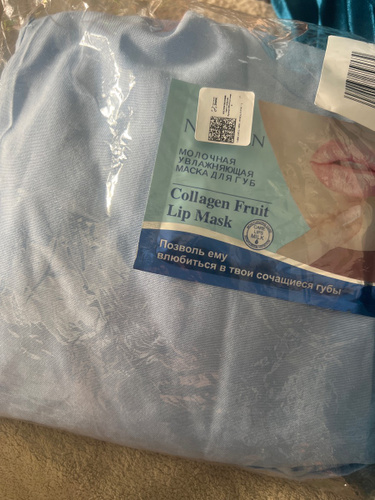 МОЛОЧНАЯ
УВЛАЖНЯЮЩАЯ
МАСКА ДЛЯ ГУБ
Collagen Fruit
Lip Mask
Позволь ему
влюбиться в твои сочащиеся губы